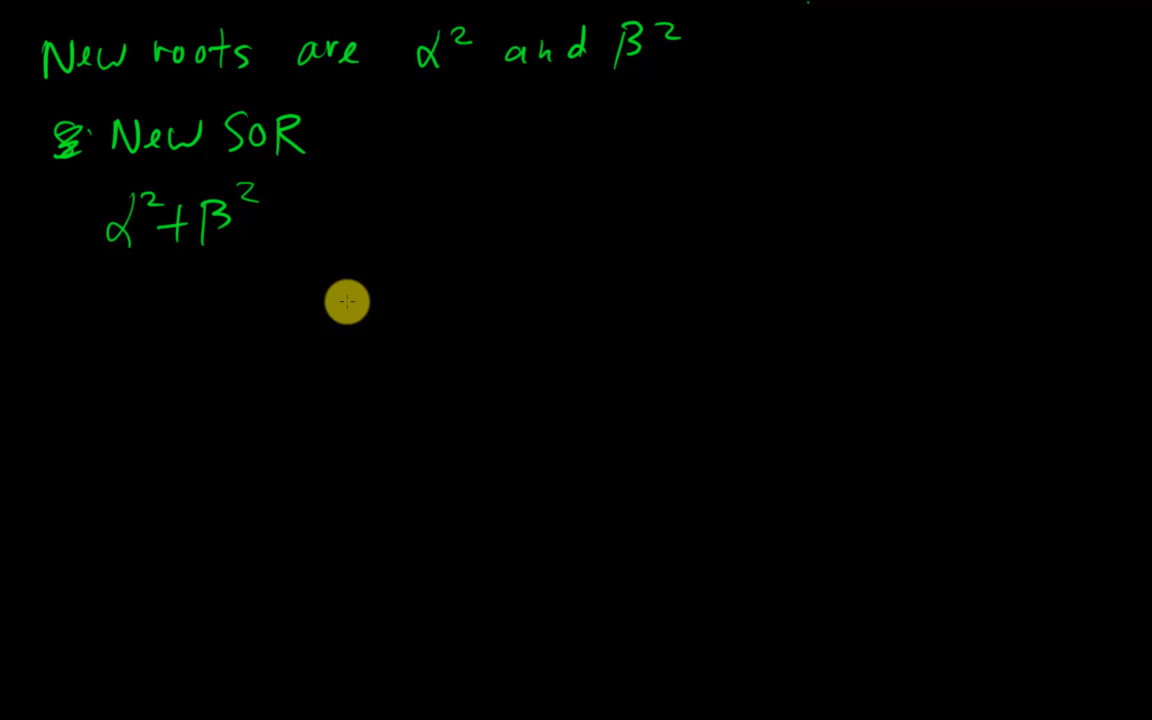 New roots are α² and β²
New SOR
α²+β²